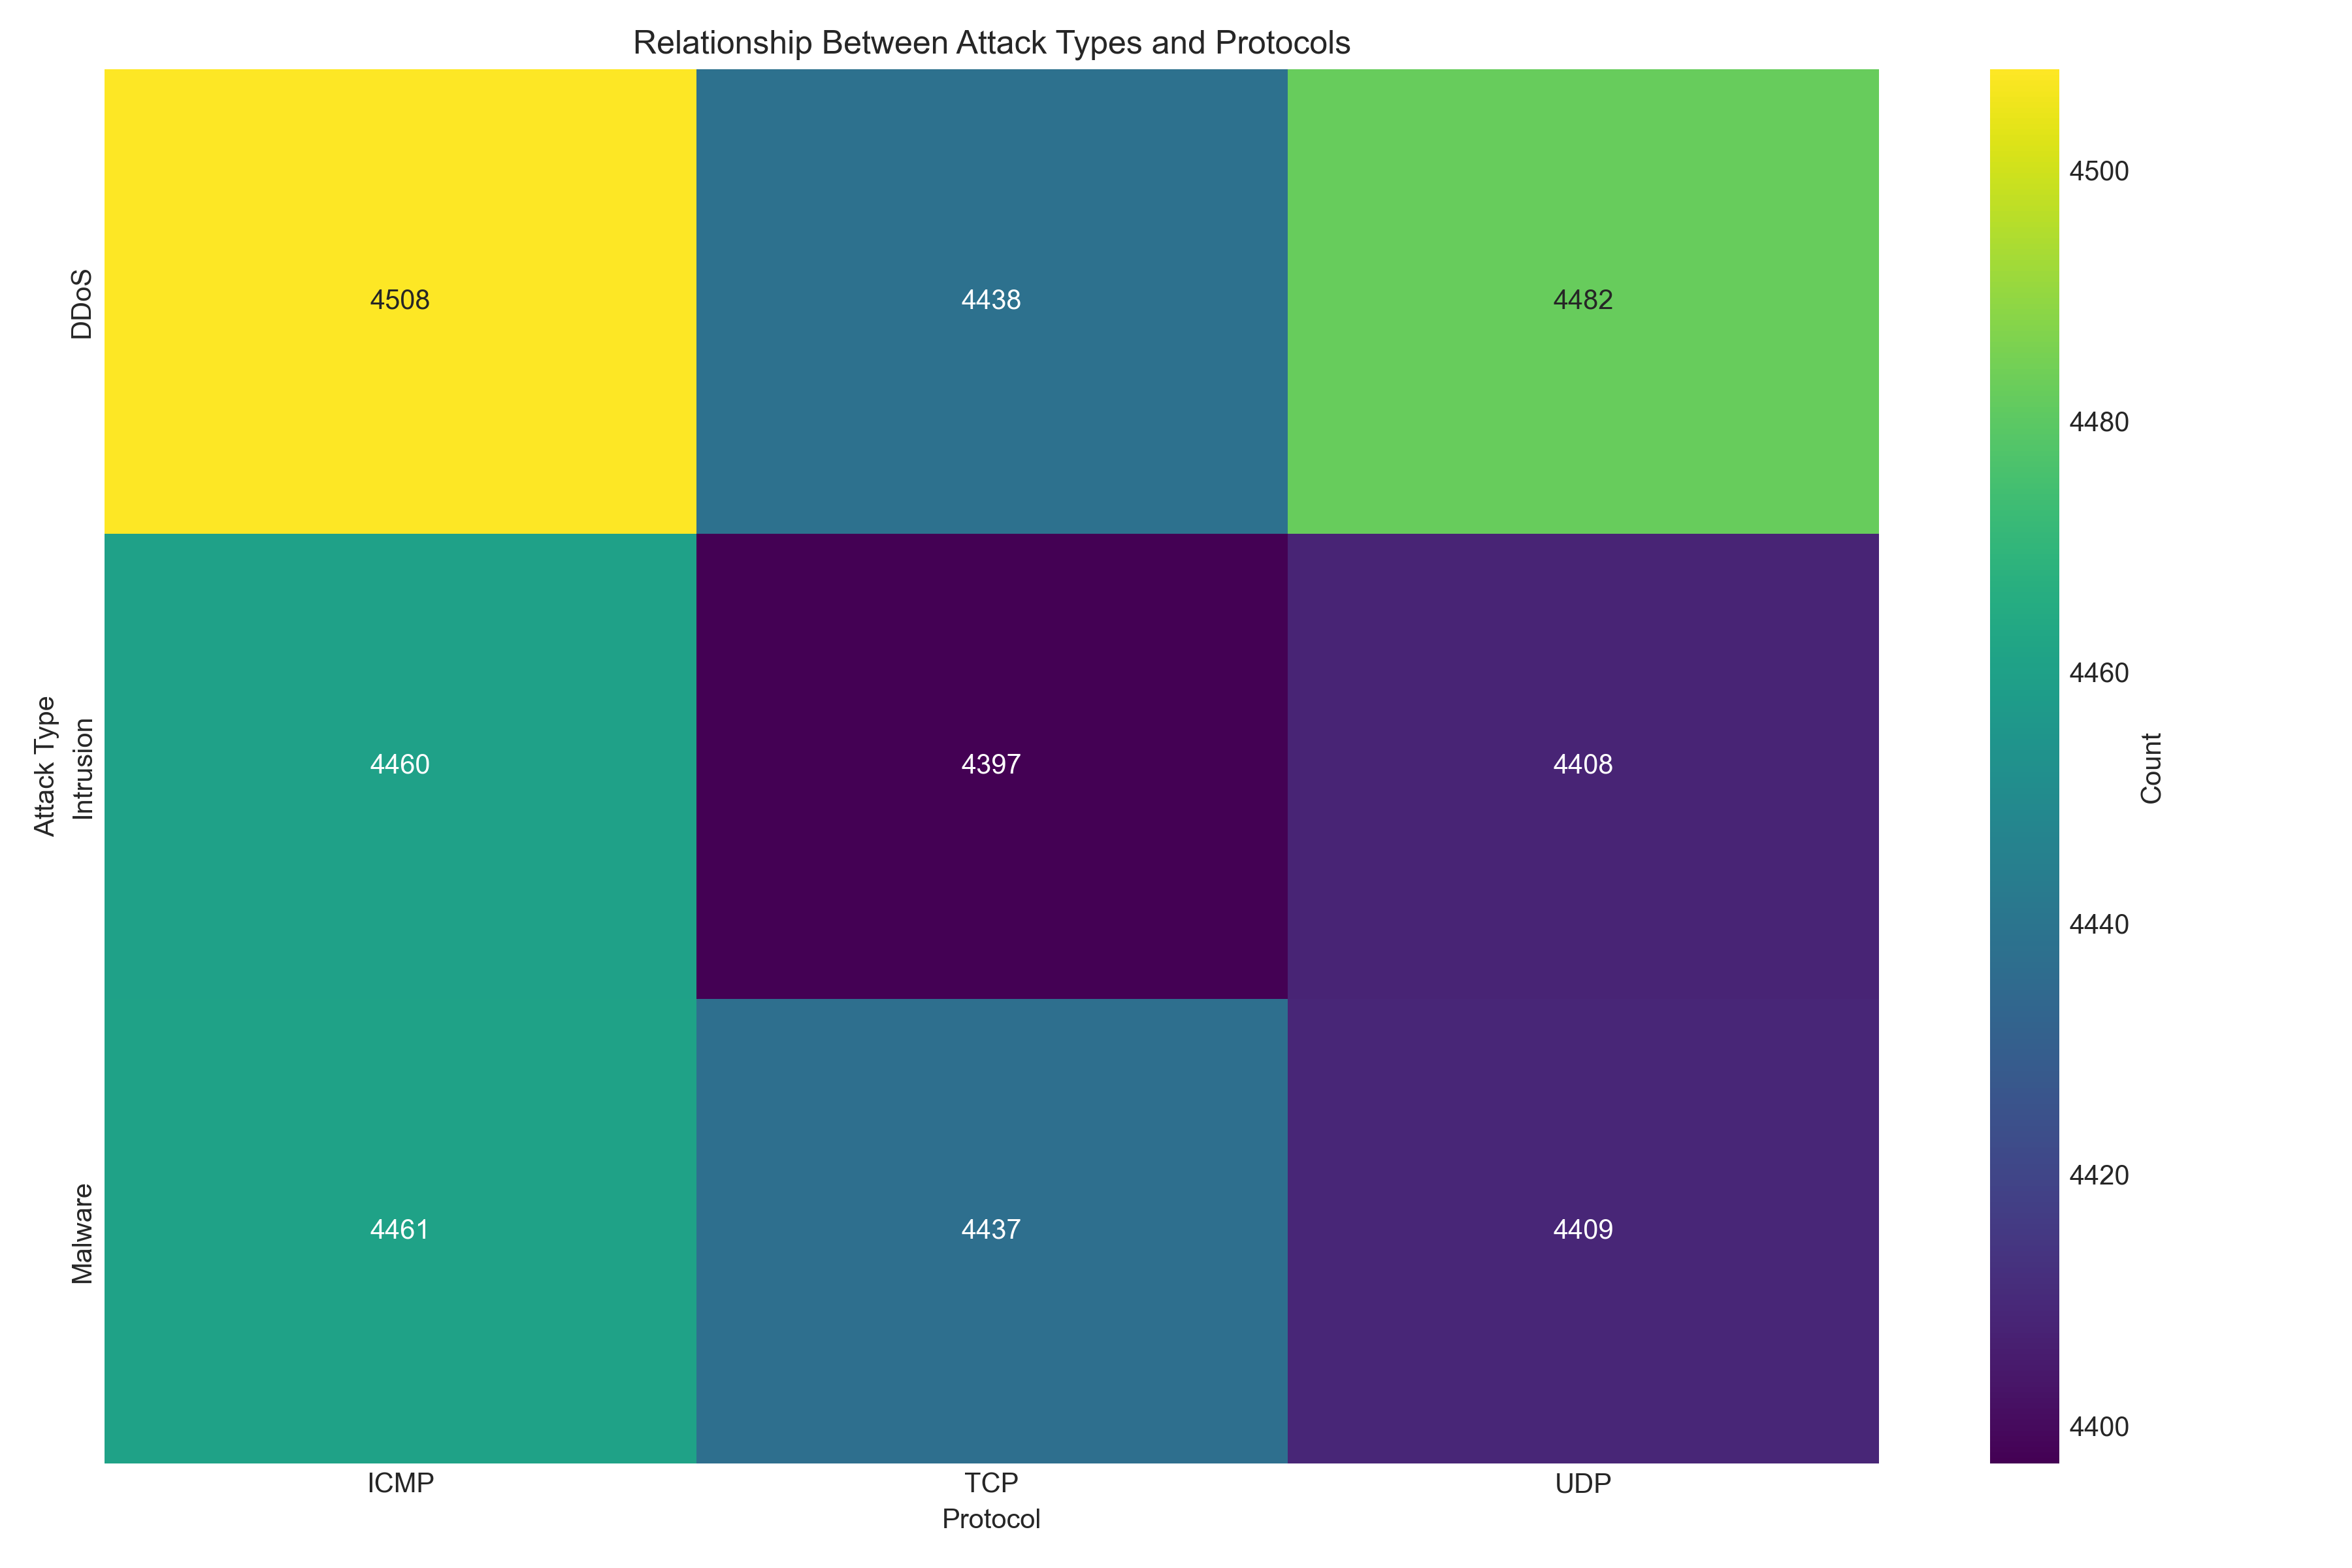 Relationship Between Attack Types and Protocols
Attack Type
DDoS
4508 4438 4482
Intrusion
4460 4397 4408
Malware
4461 4437 4409
ICMP TCP UDP
Protocol
4500
4480
4460
4440
4420
4400
Count